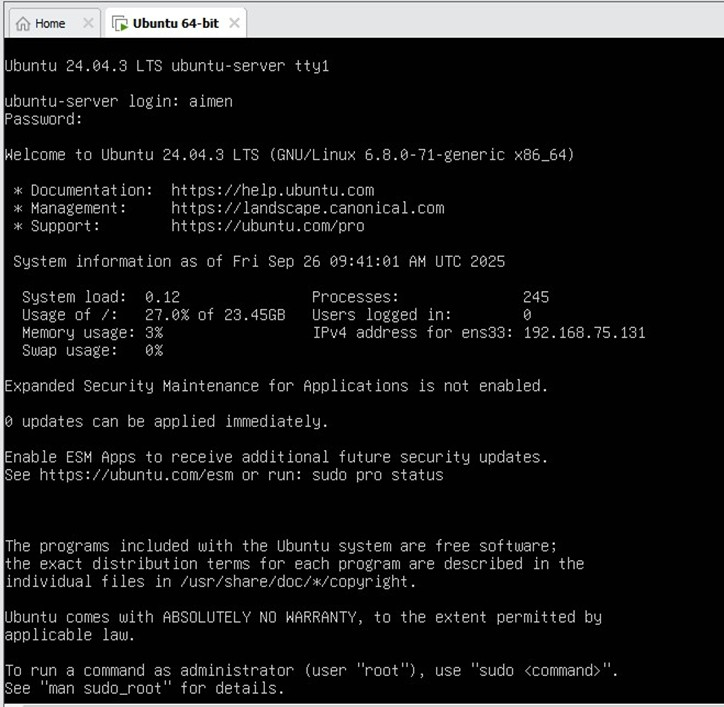 Home
Ubuntu 64-bit
Ubuntu 24.04.3 LTS ubuntu-server tty1
ubuntu-server login: aimen
Password:
Welcome to Ubuntu 24.04.3 LTS (GNU/Linux 6.8.0-71-generic x86_64)
* Documentation: https://help.ubuntu.com
* Management: https://landscape.canonical.com
* Support: https://ubuntu.com/pro
System information as of Fri Sep 26 09:41:01 AM UTC 2025
System load: 0.12 Processes: 245
Usage of /: 27.0% of 23.45GB Users logged in: 0
Memory usage: 3% IPv4 address for ens33: 192.168.75.131
Swap usage: 0%
Expanded Security Maintenance for Applications is not enabled.
0 updates can be applied immediately.
Enable ESM Apps to receive additional future security updates.
See https://ubuntu.com/esm or run: sudo pro status
The programs included with the Ubuntu system are free software;
the exact distribution terms for each program are described in the
individual files in /usr/share/doc/*/copyright.
Ubuntu comes with ABSOLUTELY NO WARRANTY, to the extent permitted by
applicable law.
To run a command as administrator (user "root"), use "sudo <command>".
See "man sudo_root" for details.